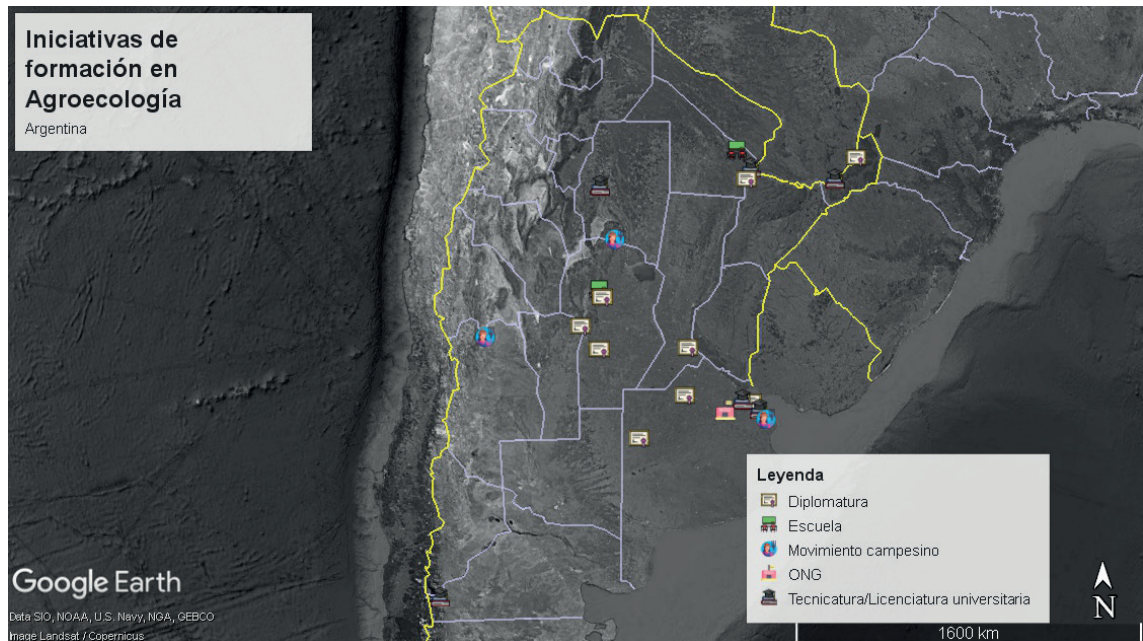 Iniciativas de
formación en
Agroecología
Argentina
Leyenda
Diplomatura
Escuela
Movimiento campesino
ONG
Tecnicatura/Licenciatura universitaria
Google Earth
Data SIO, NOAA, U.S. Navy, NGA, GEBCO
Image Landsat / Copernicus
N
1600 km